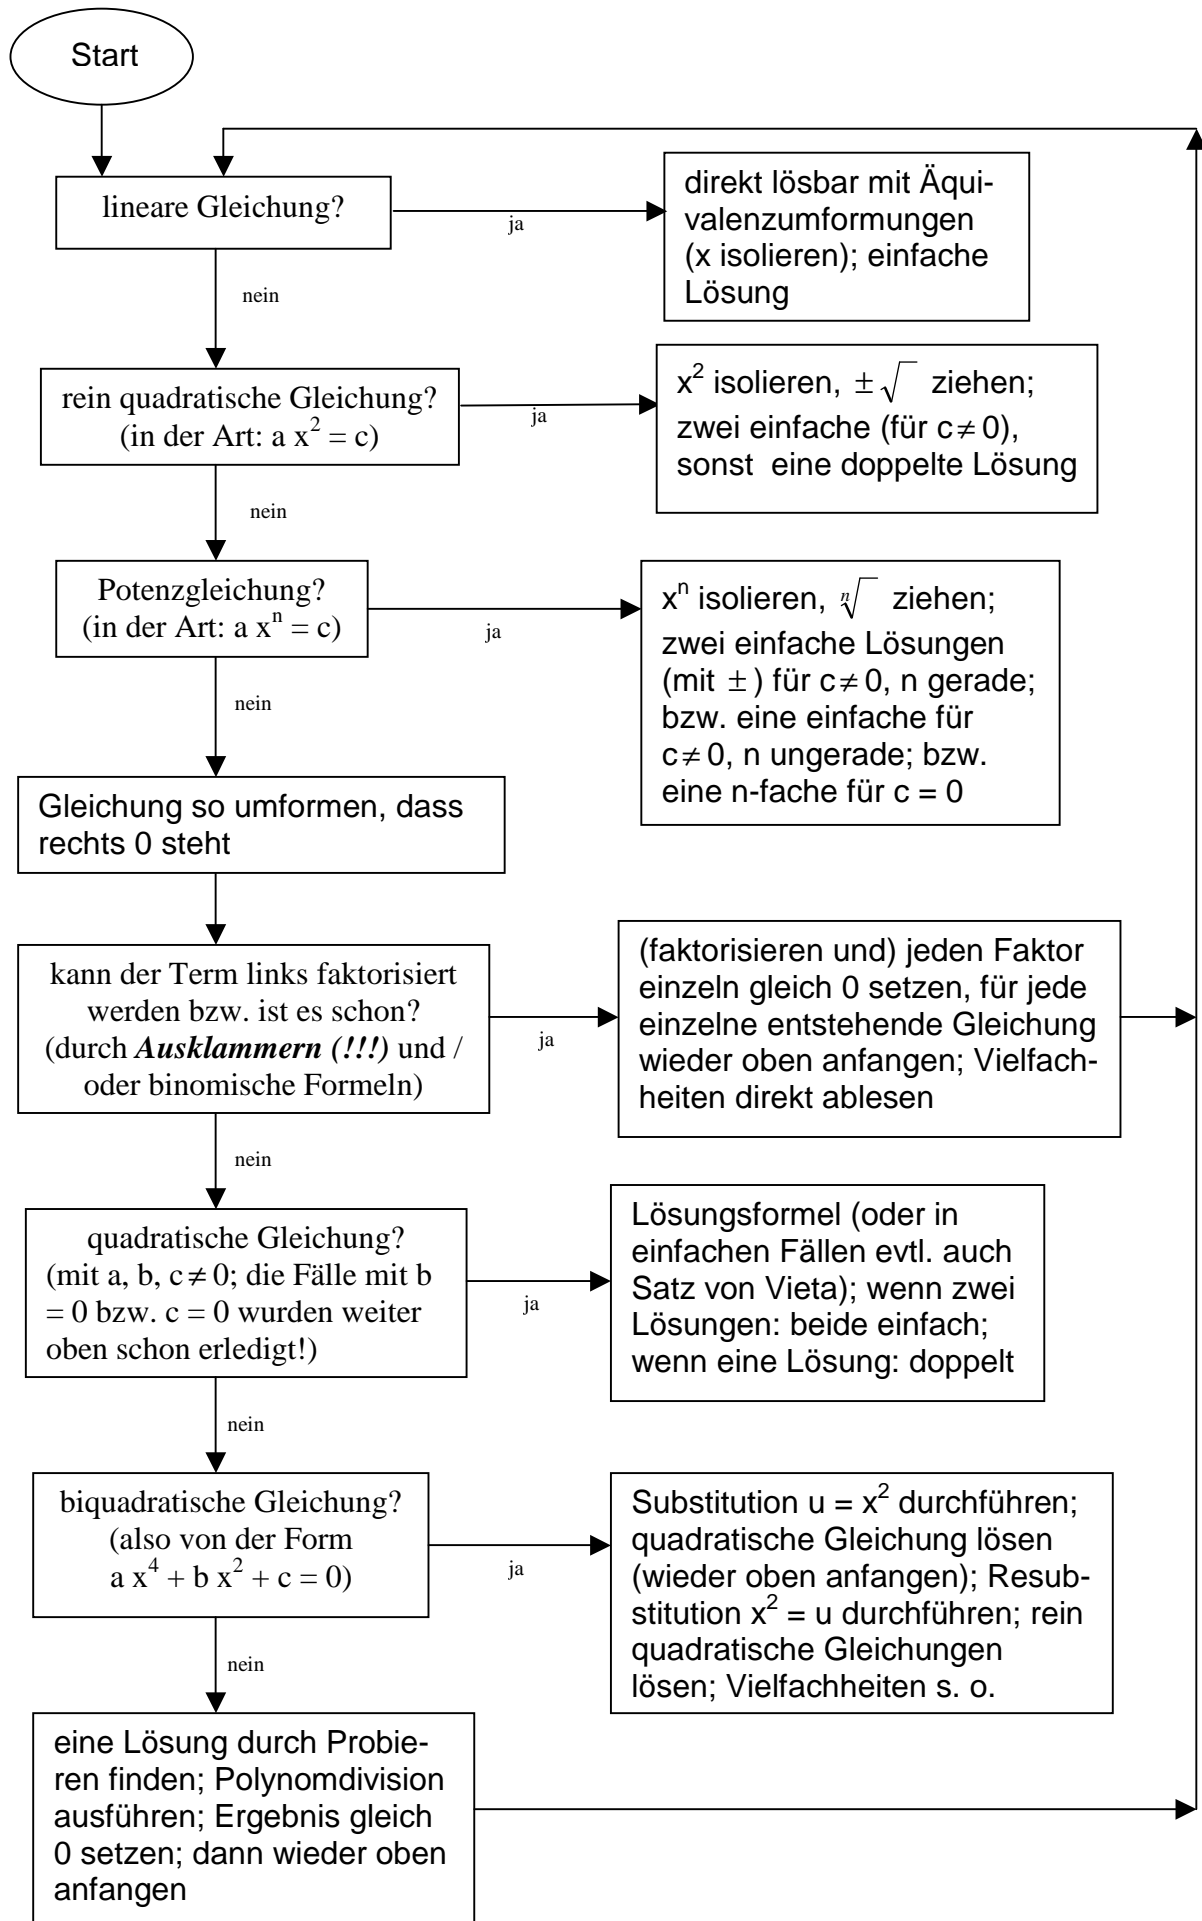 Start
lineare Gleichung?
ja
direkt lösbar mit Äqui-
valenzumformungen
(x isolieren); einfache
Lösung
nein
rein quadratische Gleichung?
(in der Art: a x² = c)
ja
x² isolieren, ±√ ziehen;
zwei einfache (für c≠0),
sonst eine doppelte Lösung
nein
Potenzgleichung?
(in der Art: a xⁿ = c)
ja
xⁿ isolieren, ⁿ√ ziehen;
zwei einfache Lösungen
(mit ±) für c≠0, n gerade;
bzw. eine einfache für
c≠0, n ungerade; bzw.
eine n-fache für c = 0
nein
Gleichung so umformen, dass
rechts 0 steht
kann der Term links faktorisiert
werden bzw. ist es schon?
(durch Ausklammern (!!!) und /
oder binomische Formeln)
ja
(faktorisieren und) jeden Faktor
einzeln gleich 0 setzen, für jede
einzelne entstehende Gleichung
wieder oben anfangen; Vielfach-
heiten direkt ablesen
nein
quadratische Gleichung?
(mit a, b, c≠0; die Fälle mit b
= 0 bzw. c = 0 wurden weiter
oben schon erledigt!)
ja
Lösungsformel (oder in
einfachen Fällen evtl. auch
Satz von Vieta); wenn zwei
Lösungen: beide einfach;
wenn eine Lösung: doppelt
nein
biquadratische Gleichung?
(also von der Form
a x⁴ + b x² + c = 0)
ja
Substitution u = x² durchführen;
quadratische Gleichung lösen
(wieder oben anfangen); Resub-
stitution x² = u durchführen; rein
quadratische Gleichungen
lösen; Vielfachheiten s. o.
nein
eine Lösung durch Probie-
ren finden; Polynomdivision
ausführen; Ergebnis gleich
0 setzen; dann wieder oben
anfangen